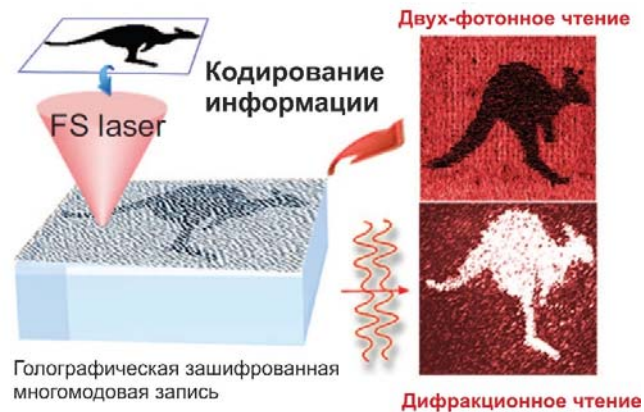 Двух-фотонное чтение
Кодирование
информации
FS laser
Голографическая зашифрованная
многомодовая запись
Дифракционное чтение